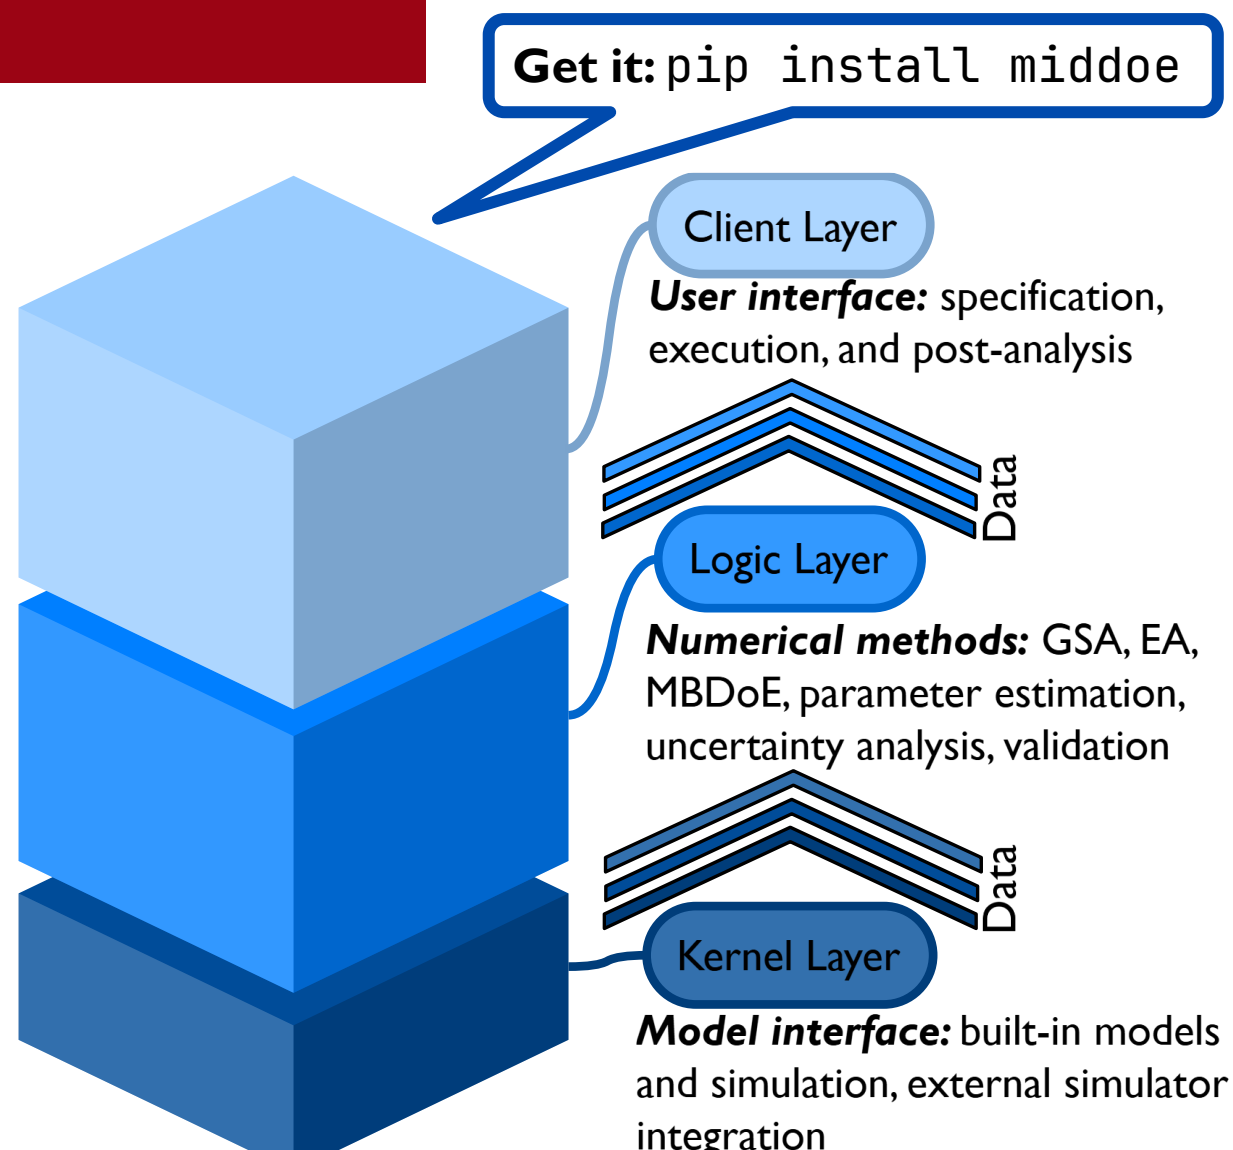 Get it: pip install middoe
Client Layer
User interface: specification,
execution, and post-analysis
Data
Logic Layer
Numerical methods: GSA, EA,
MBDoE, parameter estimation,
uncertainty analysis, validation
Data
Kernel Layer
Model interface: built-in models
and simulation, external simulator
integration